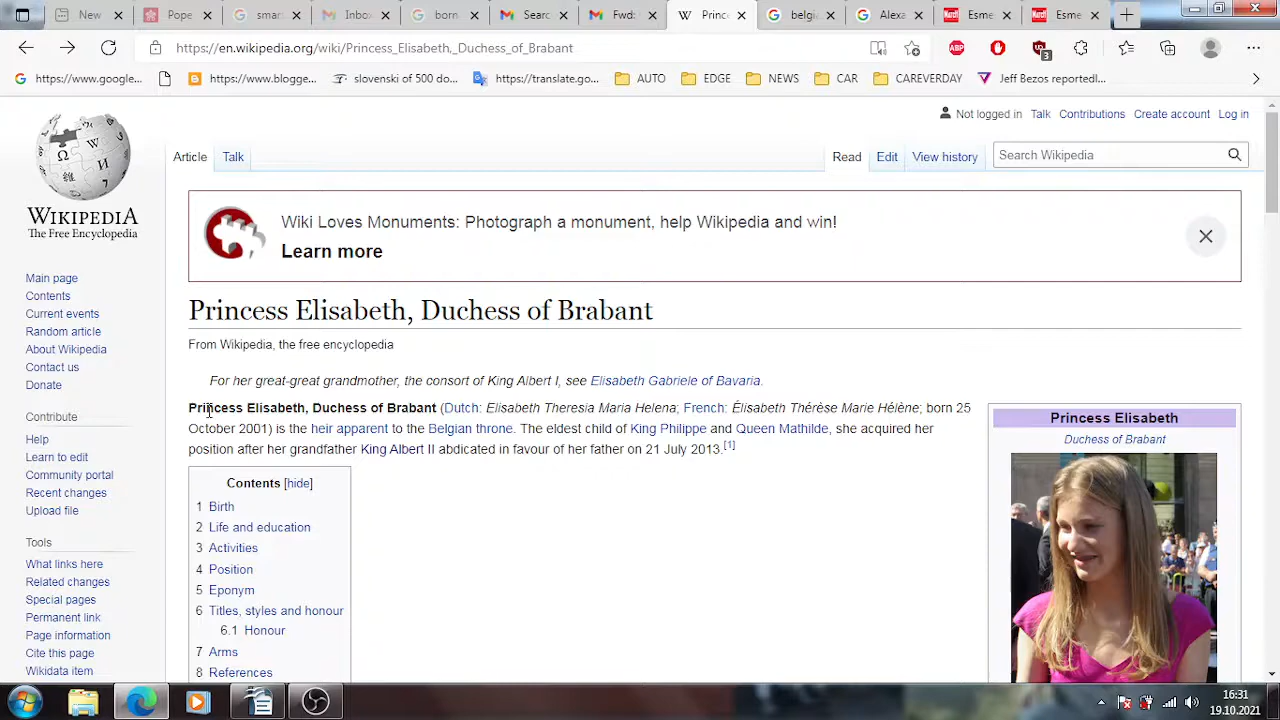 New
Pope
smar
Inbox
born
Searc
Fwd:
Princ
belgi
Alexa
March Esme
March Esme
https://en.wikipedia.org/wiki/Princess_Elisabeth,_Duchess_of_Brabant
ABP
3
https://www.google...
https://www.blogge...
slovenski of 500 do...
https://translate.go...
AUTO
EDGE
NEWS
CAR
CAREVERDAY
Jeff Bezos reportedl...
Not logged in Talk Contributions Create account Log in
Article Talk
Read Edit View history
Search Wikipedia
WIKIPEDIA
The Free Encyclopedia
Wiki Loves Monuments: Photograph a monument, help Wikipedia and win!
Learn more
Main page
Contents
Current events
Random article
About Wikipedia
Contact us
Donate
Contribute
Help
Learn to edit
Community portal
Recent changes
Upload file
Tools
What links here
Related changes
Special pages
Permanent link
Page information
Cite this page
Wikidata item
Princess Elisabeth, Duchess of Brabant
From Wikipedia, the free encyclopedia
For her great-great grandmother, the consort of King Albert I, see Elisabeth Gabriele of Bavaria.
Princess Elisabeth, Duchess of Brabant (Dutch: Elisabeth Theresia Maria Helena; French: Élisabeth Thérèse Marie Hélène; born 25
October 2001) is the heir apparent to the Belgian throne. The eldest child of King Philippe and Queen Mathilde, she acquired her
position after her grandfather King Albert II abdicated in favour of her father on 21 July 2013.[1]
Contents [hide]
1 Birth
2 Life and education
3 Activities
4 Position
5 Eponym
6 Titles, styles and honour
6.1 Honour
7 Arms
8 References
Princess Elisabeth
Duchess of Brabant
16:31
19.10.2021